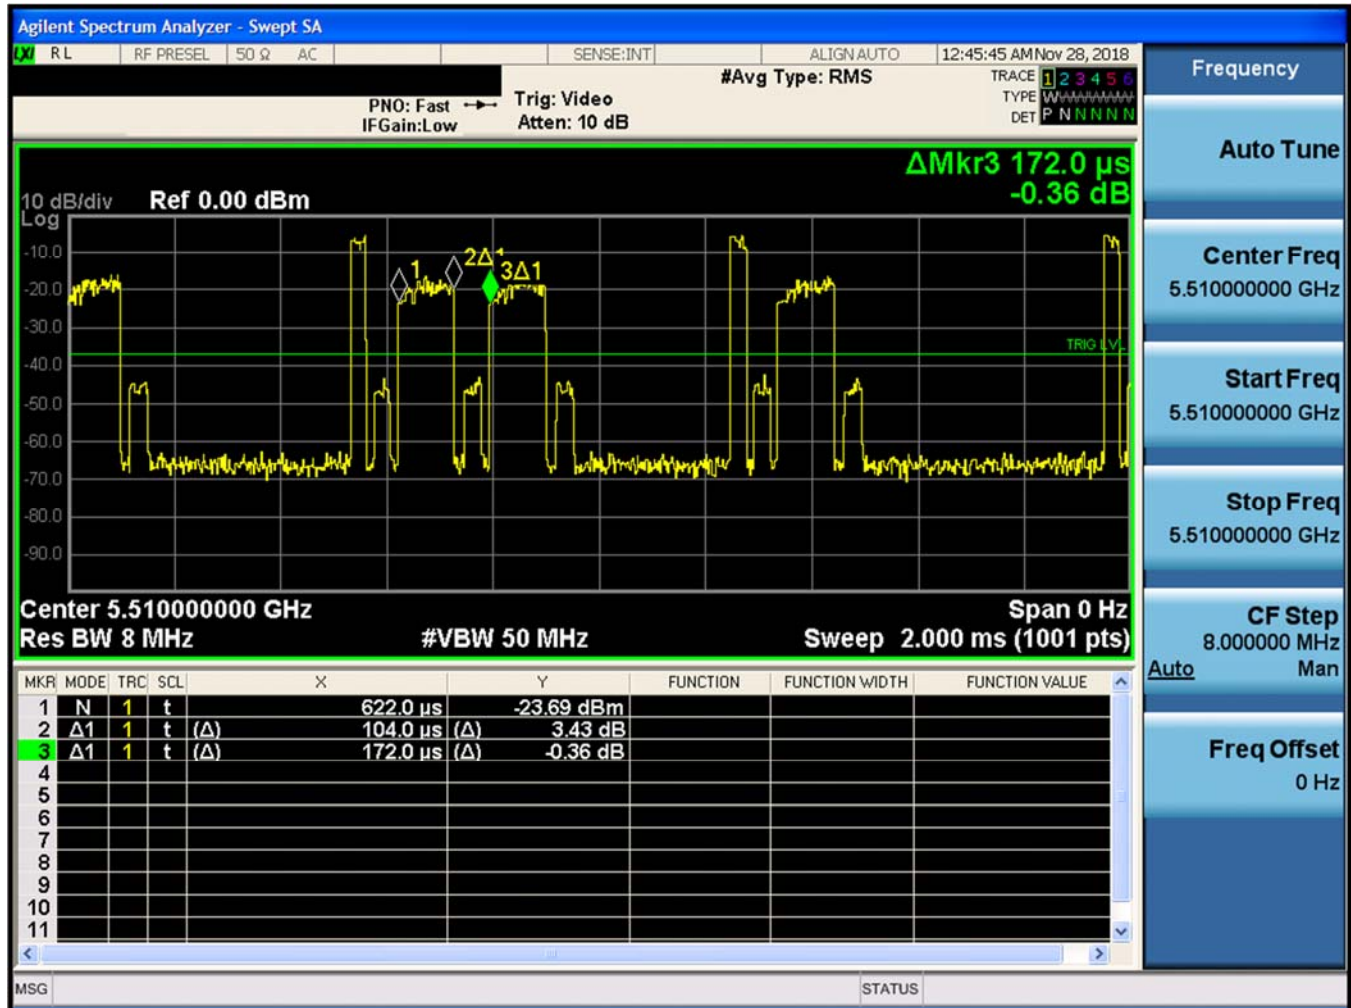 Agilent Spectrum Analyzer - Swept SA
LXI RL RF PRESEL 50 Ω AC SENSE:INT ALIGNAUTO 12:45:45 AM Nov 28, 2018
#Avg Type: RMS
TRACE 1 2 3 4 5 6
TYPE WWWWWW
DET P N N N N N
PNO: Fast
IFGain:Low
Trig: Video
Atten: 10 dB
ΔMkr3 172.0 µs
-0.36 dB
10 dB/div Ref 0.00 dBm
Log
-10.0
-20.0
-30.0
-40.0
-50.0
-60.0
-70.0
-80.0
-90.0
1
2Δ1
3Δ1
TRIG LVL
Center 5.510000000 GHz Span 0 Hz
Res BW 8 MHz #VBW 50 MHz Sweep 2.000 ms (1001 pts)
MKR MODE TRC SCL X Y FUNCTION FUNCTION WIDTH FUNCTION VALUE
1 N 1 t 622.0 µs -23.69 dBm
2 Δ1 1 t (Δ) 104.0 µs (Δ) 3.43 dB
3 Δ1 1 t (Δ) 172.0 µs (Δ) -0.36 dB
4
5
6
7
8
9
10
11
MSG STATUS
Frequency
Auto Tune
Center Freq
5.510000000 GHz
Start Freq
5.510000000 GHz
Stop Freq
5.510000000 GHz
CF Step
8.000000 MHz
Auto Man
Freq Offset
0 Hz